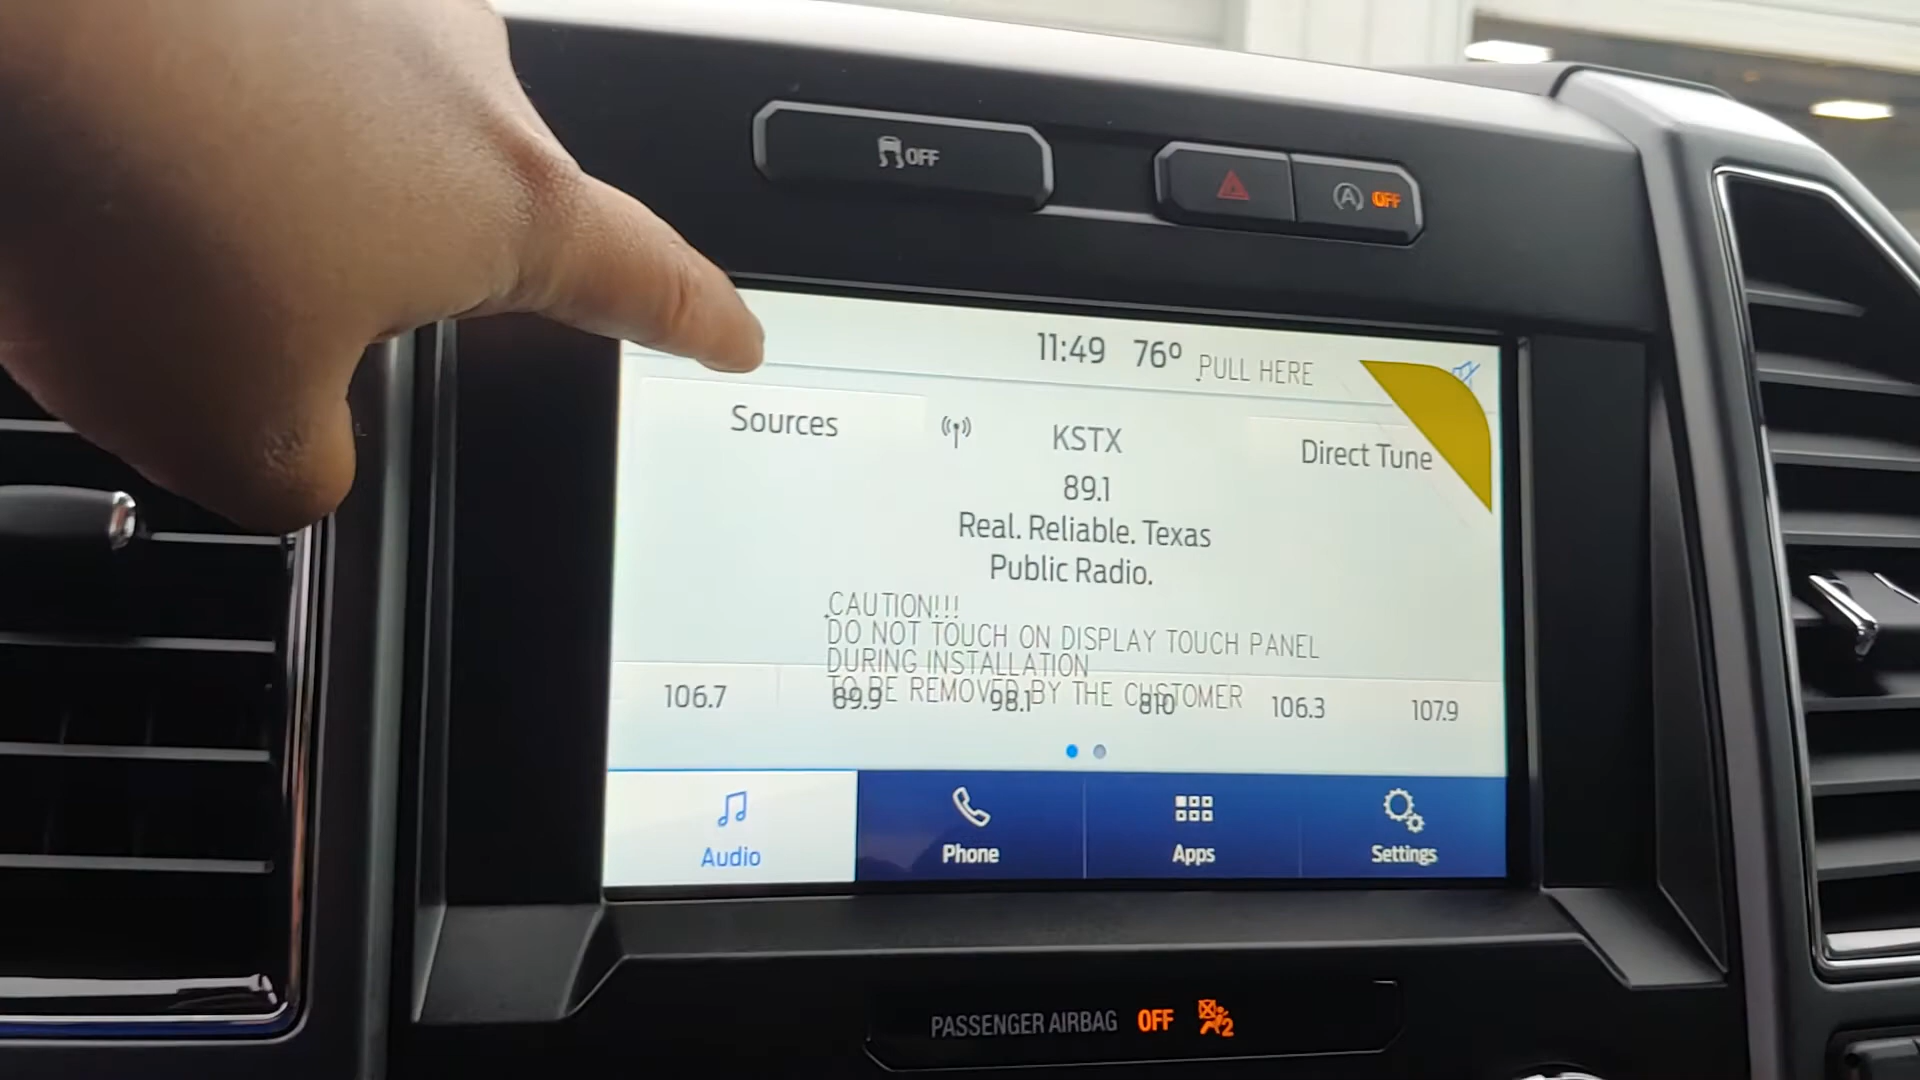 OFF
A OFF
11:49 76º PULL HERE
Sources KSTX Direct Tune
89.1
Real. Reliable. Texas
Public Radio.
CAUTION!!!
DO NOT TOUCH ON DISPLAY TOUCH PANEL
DURING INSTALLATION
TO BE REMOVED BY THE CUSTOMER
106.7 89.9 98.1 810 106.3 107.9
Audio Phone Apps Settings
PASSENGER AIRBAG OFF 2